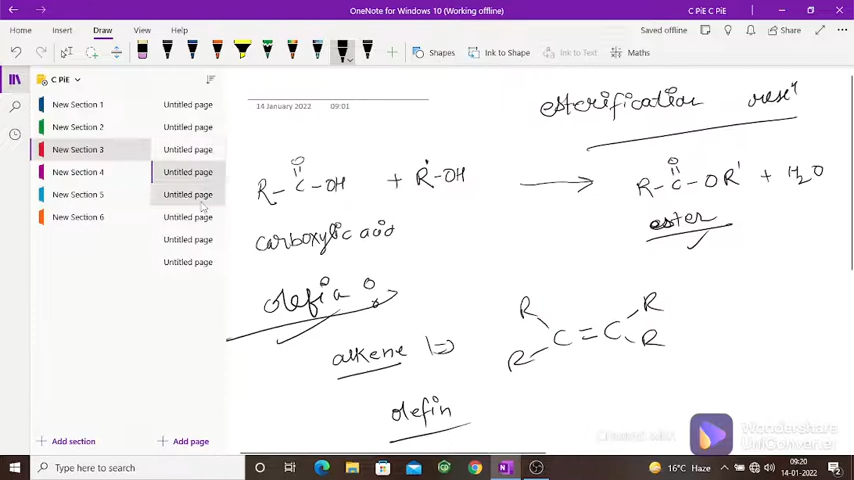 OneNote for Windows 10 (Working offline)
C PiE C PiE
Home Insert Draw View Help
Saved offline Share
Shapes Ink to Shape Ink to Text Maths
C PiE
New Section 1 Untitled page
New Section 2 Untitled page
New Section 3 Untitled page
New Section 4 Untitled page
New Section 5 Untitled page
New Section 6 Untitled page
Untitled page
Untitled page
Add section
Add page
14 January 2022 09:01
esterification
R-C-OH + R'-OH → R-C-OR' + H2O
O O
carboxylic acid
ester
alkene
R R
C=C
R R
olefin
Created with
Wondershare
UniConverter
Type here to search
16°C Haze
09:20
14-01-2022
2